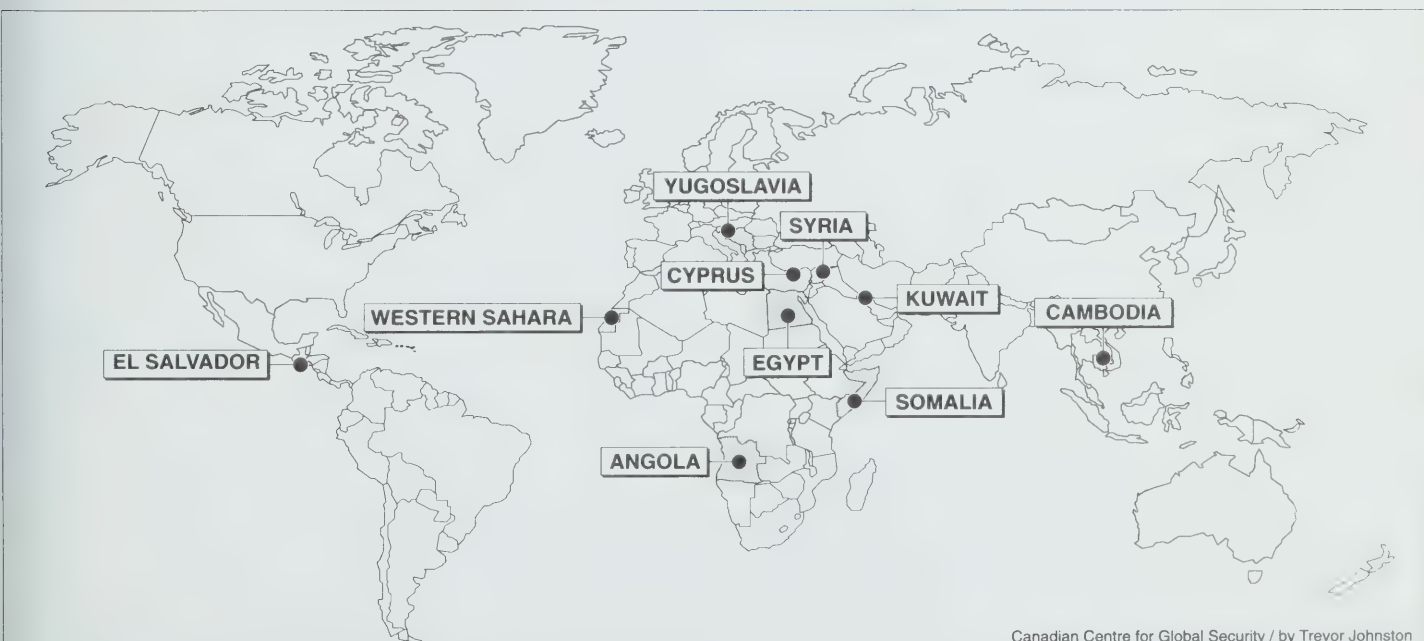 YUGOSLAVIA
SYRIA
CYPRUS
KUWAIT
WESTERN SAHARA
CAMBODIA
EGYPT
EL SALVADOR
SOMALIA
ANGOLA
Canadian Centre for Global Security / by Trevor Johnston